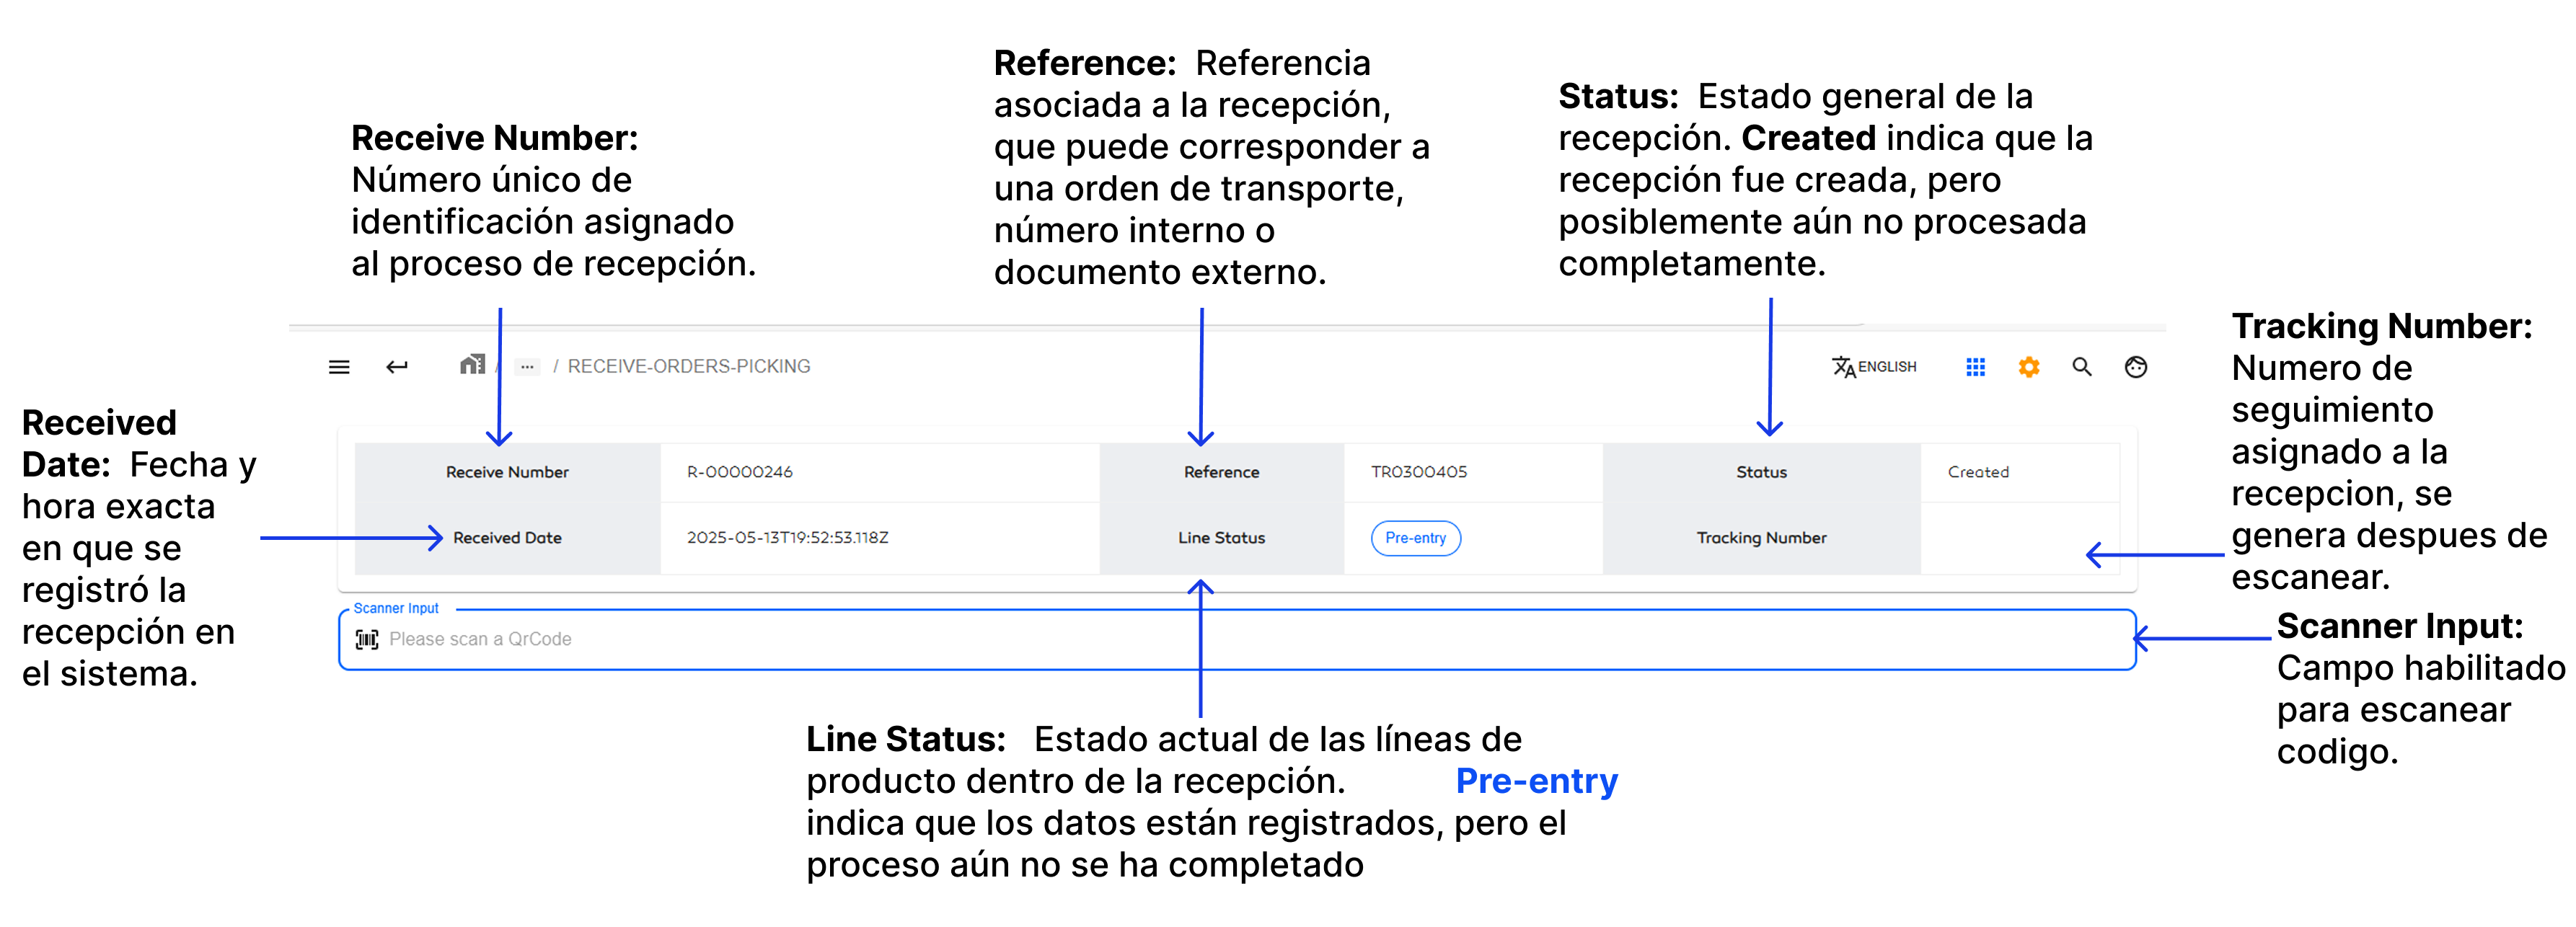 Receive Number:
Número único de
identificación asignado
al proceso de recepción.
Reference: Referencia
asociada a la recepción,
que puede corresponder a
una orden de transporte,
número interno o
documento externo.
Status: Estado general de la
recepción. Created indica que la
recepción fue creada, pero
posiblemente aún no procesada
completamente.
Tracking Number:
Numero de
seguimiento
asignado a la
recepcion, se
genera despues de
escanear.
/ ... / RECEIVE-ORDERS-PICKING
ENGLISH
Received
Date: Fecha y
hora exacta
en que se
registró la
recepción en
el sistema.
Receive Number R-00000246 Reference TR0300405 Status Created
Received Date 2025-05-13T19:52:53.118Z Line Status Pre-entry Tracking Number
Scanner Input
Please scan a QrCode
Scanner Input:
Campo habilitado
para escanear
codigo.
Line Status: Estado actual de las líneas de
producto dentro de la recepción. Pre-entry
indica que los datos están registrados, pero el
proceso aún no se ha completado